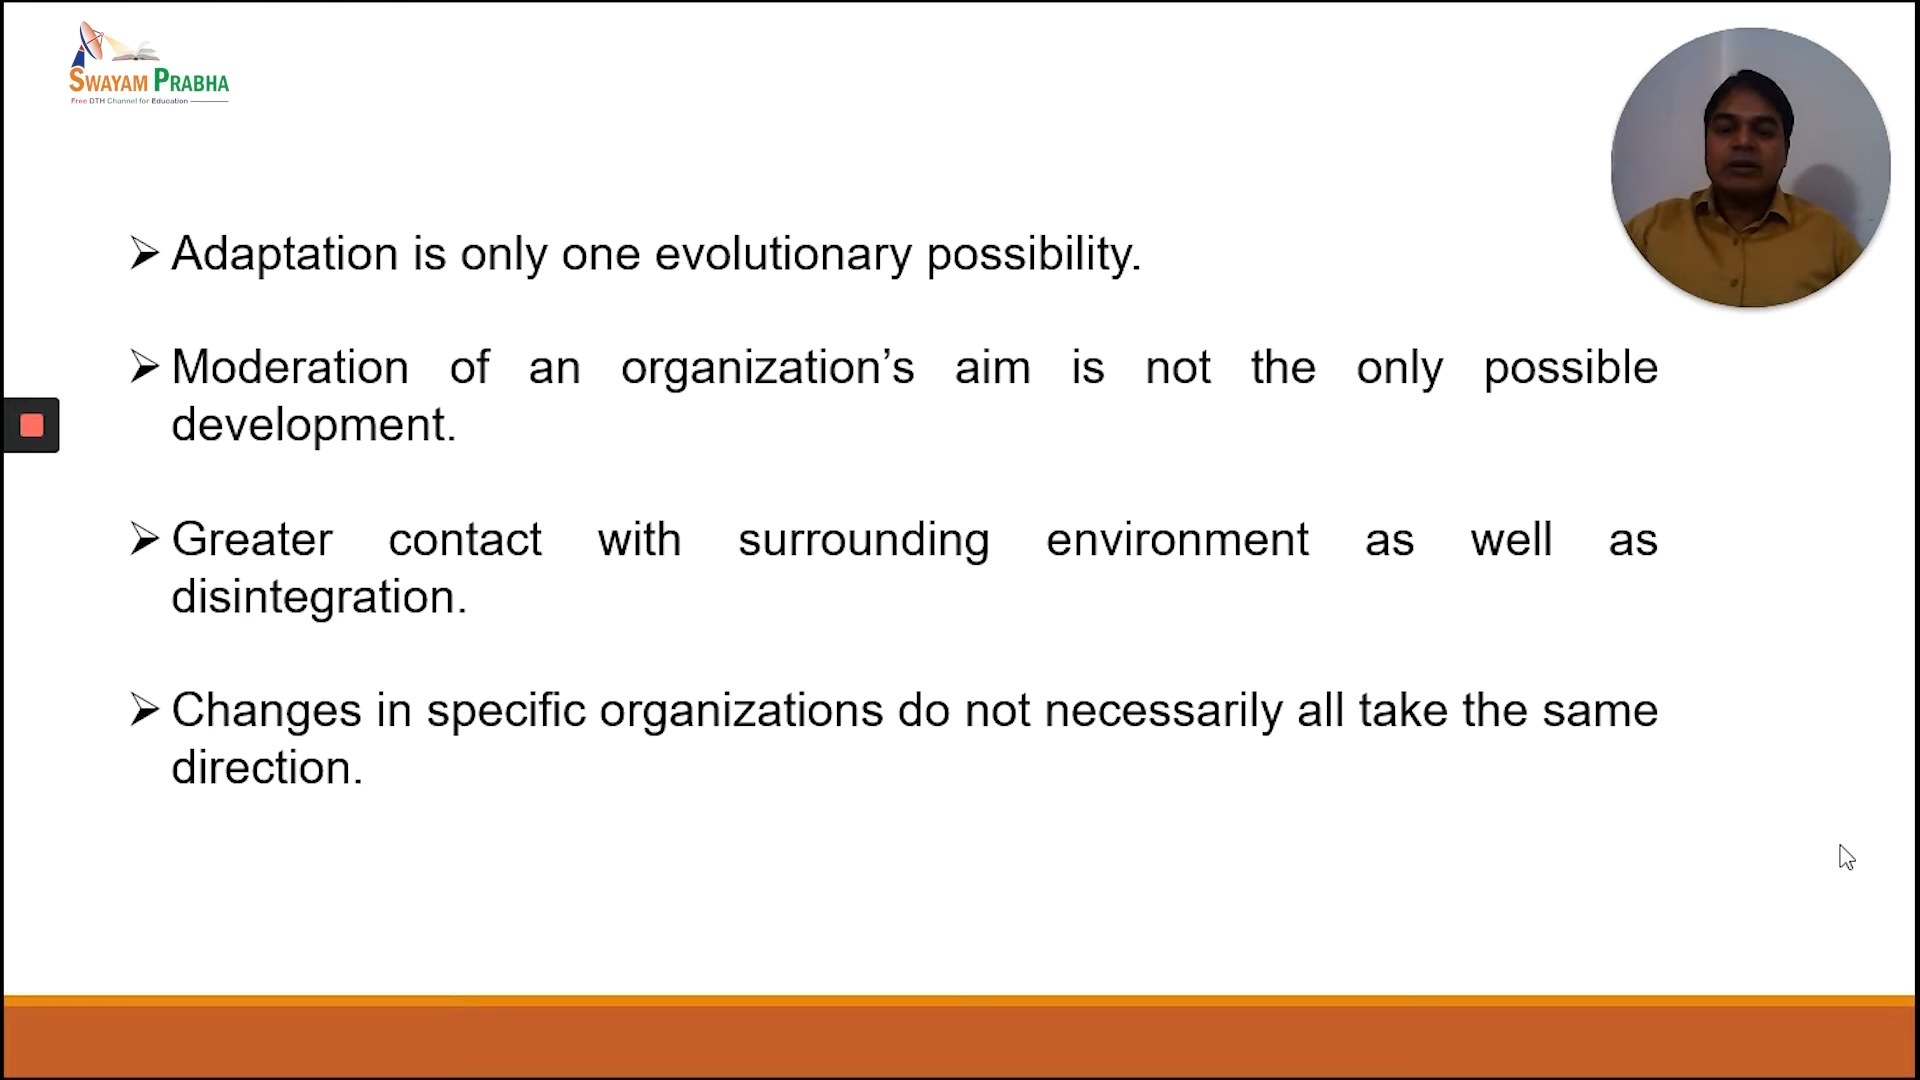 SWAYAM PRABHA
Free DTH Channel for Education
➢ Adaptation is only one evolutionary possibility.
➢ Moderation of an organization’s aim is not the only possible
development.
➢ Greater contact with surrounding environment as well as
disintegration.
➢ Changes in specific organizations do not necessarily all take the same
direction.